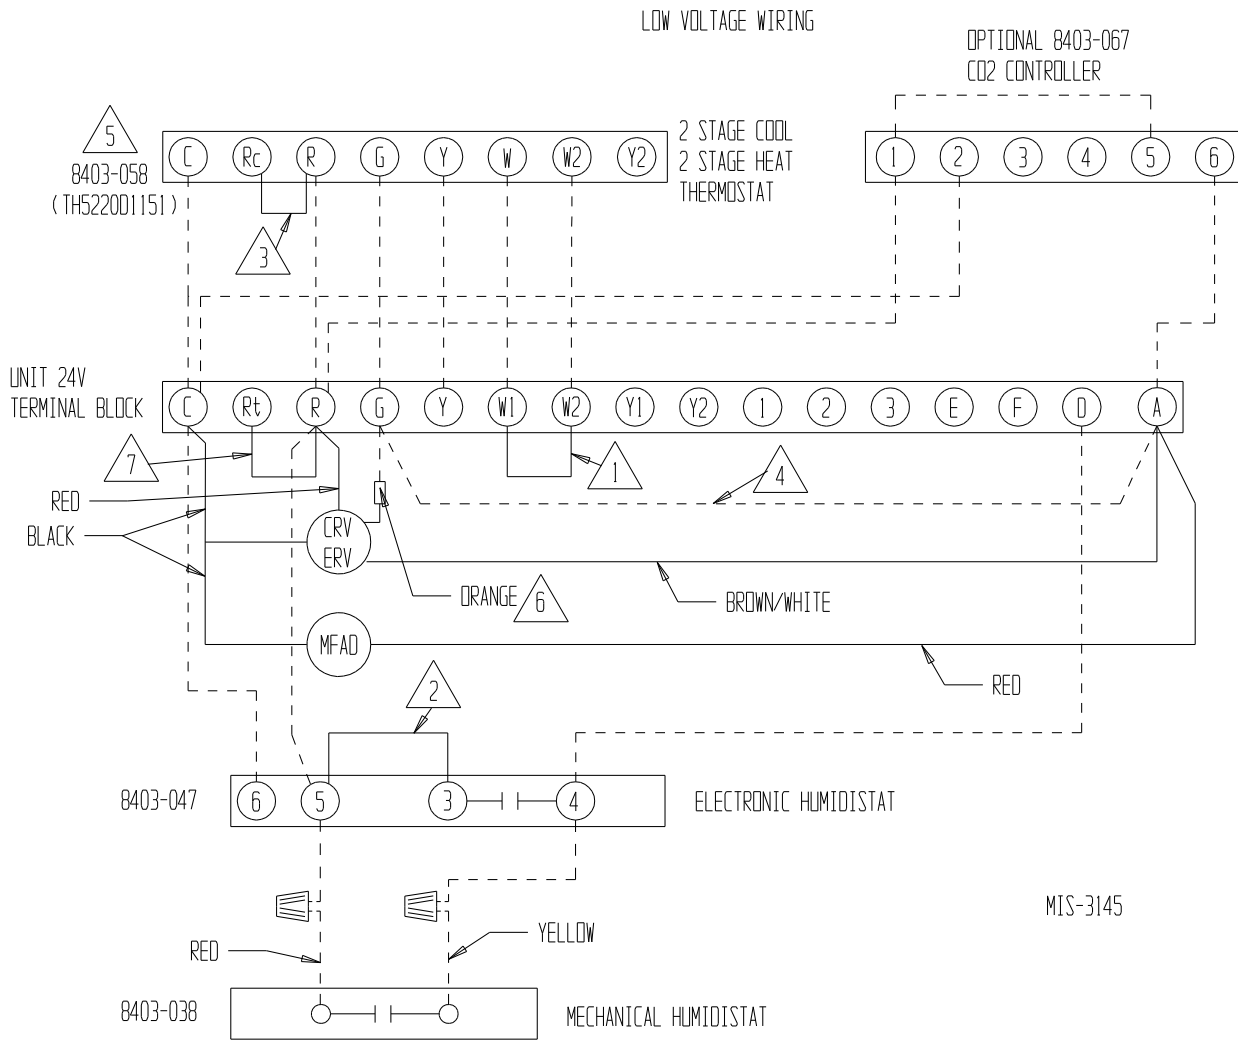 LOW VOLTAGE WIRING
OPTIONAL 8403-067
CO2 CONTROLLER
5
8403-058
(TH5220D1151)
C Rc R G Y W W2 Y2
2 STAGE COOL
2 STAGE HEAT
THERMOSTAT
1 2 3 4 5 6
3
UNIT 24V
TERMINAL BLOCK
C Rt R G Y W1 W2 Y1 Y2 1 2 3 E F D A
7
1
4
RED
BLACK
CRV
ERV
ORANGE
6
BROWN/WHITE
MFAD
RED
2
8403-047
6 5 3 4
ELECTRONIC HUMIDISTAT
MIS-3145
RED
YELLOW
8403-038
MECHANICAL HUMIDISTAT